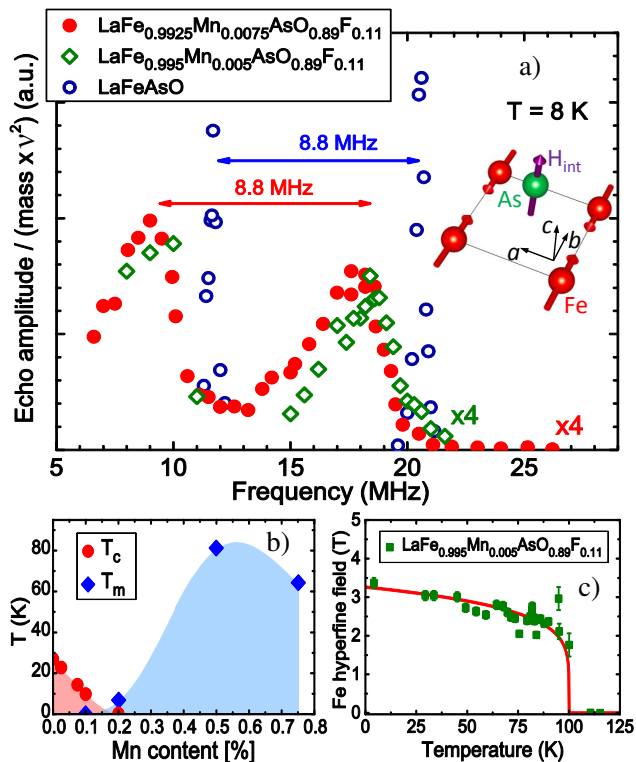 LaFe0.9925Mn0.0075AsO0.89F0.11
LaFe0.995Mn0.005AsO0.89F0.11
LaFeAsO
a)
T = 8 K
8.8 MHz
8.8 MHz
Hint
As
c
b
a
Fe
x4
x4
Echo amplitude / (mass x ν2) (a.u.)
5 10 15 20 25
Frequency (MHz)
b)
Tc
Tm
T (K)
80
60
40
20
0
0.0 0.1 0.2 0.3 0.4 0.5 0.6 0.7 0.8
Mn content [%]
LaFe0.995Mn0.005AsO0.89F0.11
c)
Fe hyperfine field (T)
5
4
3
2
1
0
0 25 50 75 100 125
Temperature (K)